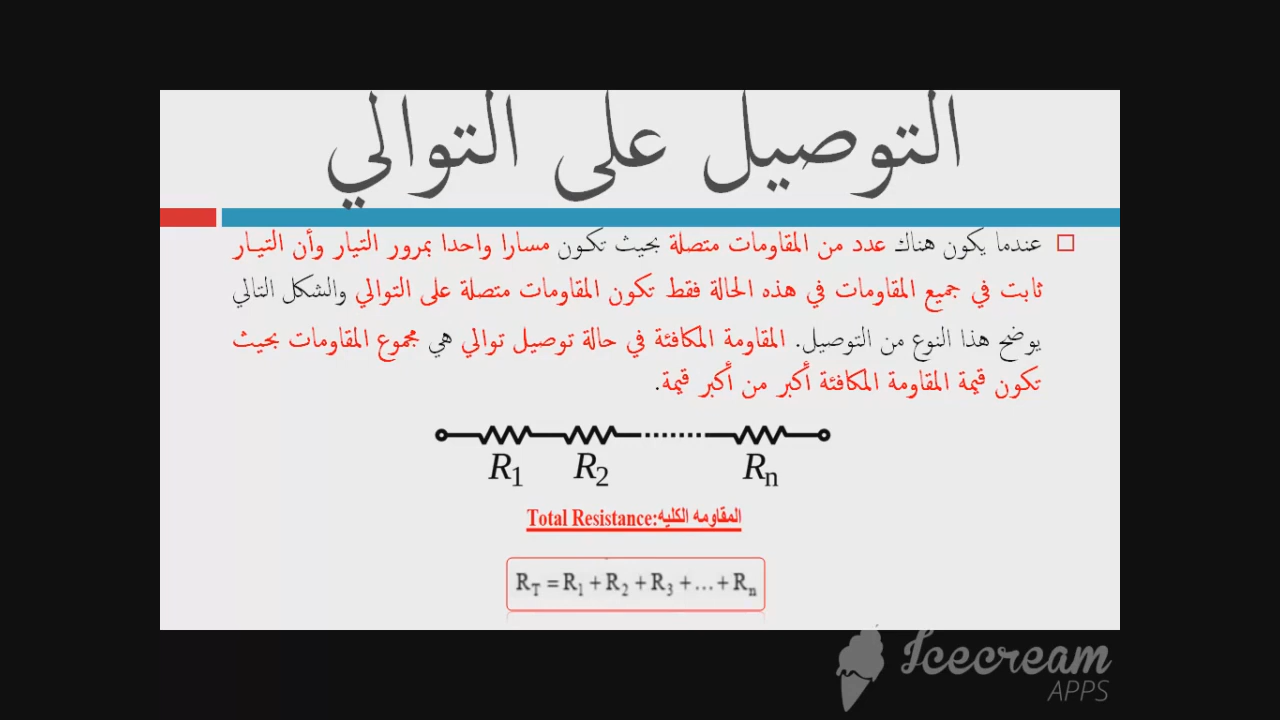 التوصيل على التوالي
عندما يكون هناك عدد من المقاومات متصلة بحيث تكون مسارا واحدا بمرور التيار وأن التيار
ثابت في جميع المقاومات في هذه الحالة فقط تكون المقاومات متصلة على التوالي والشكل التالي
يوضح هذا النوع من التوصيل. المقاومة المكافئة في حالة توصيل توالي هي مجموع المقاومات بحيث
تكون قيمة المقاومة المكافئة أكبر من أكبر قيمة.
R1 R2 Rn
Total Resistance:المقاومه الكليه
RT = R1 + R2 + R3 + ... + Rn
Icecream
APPS